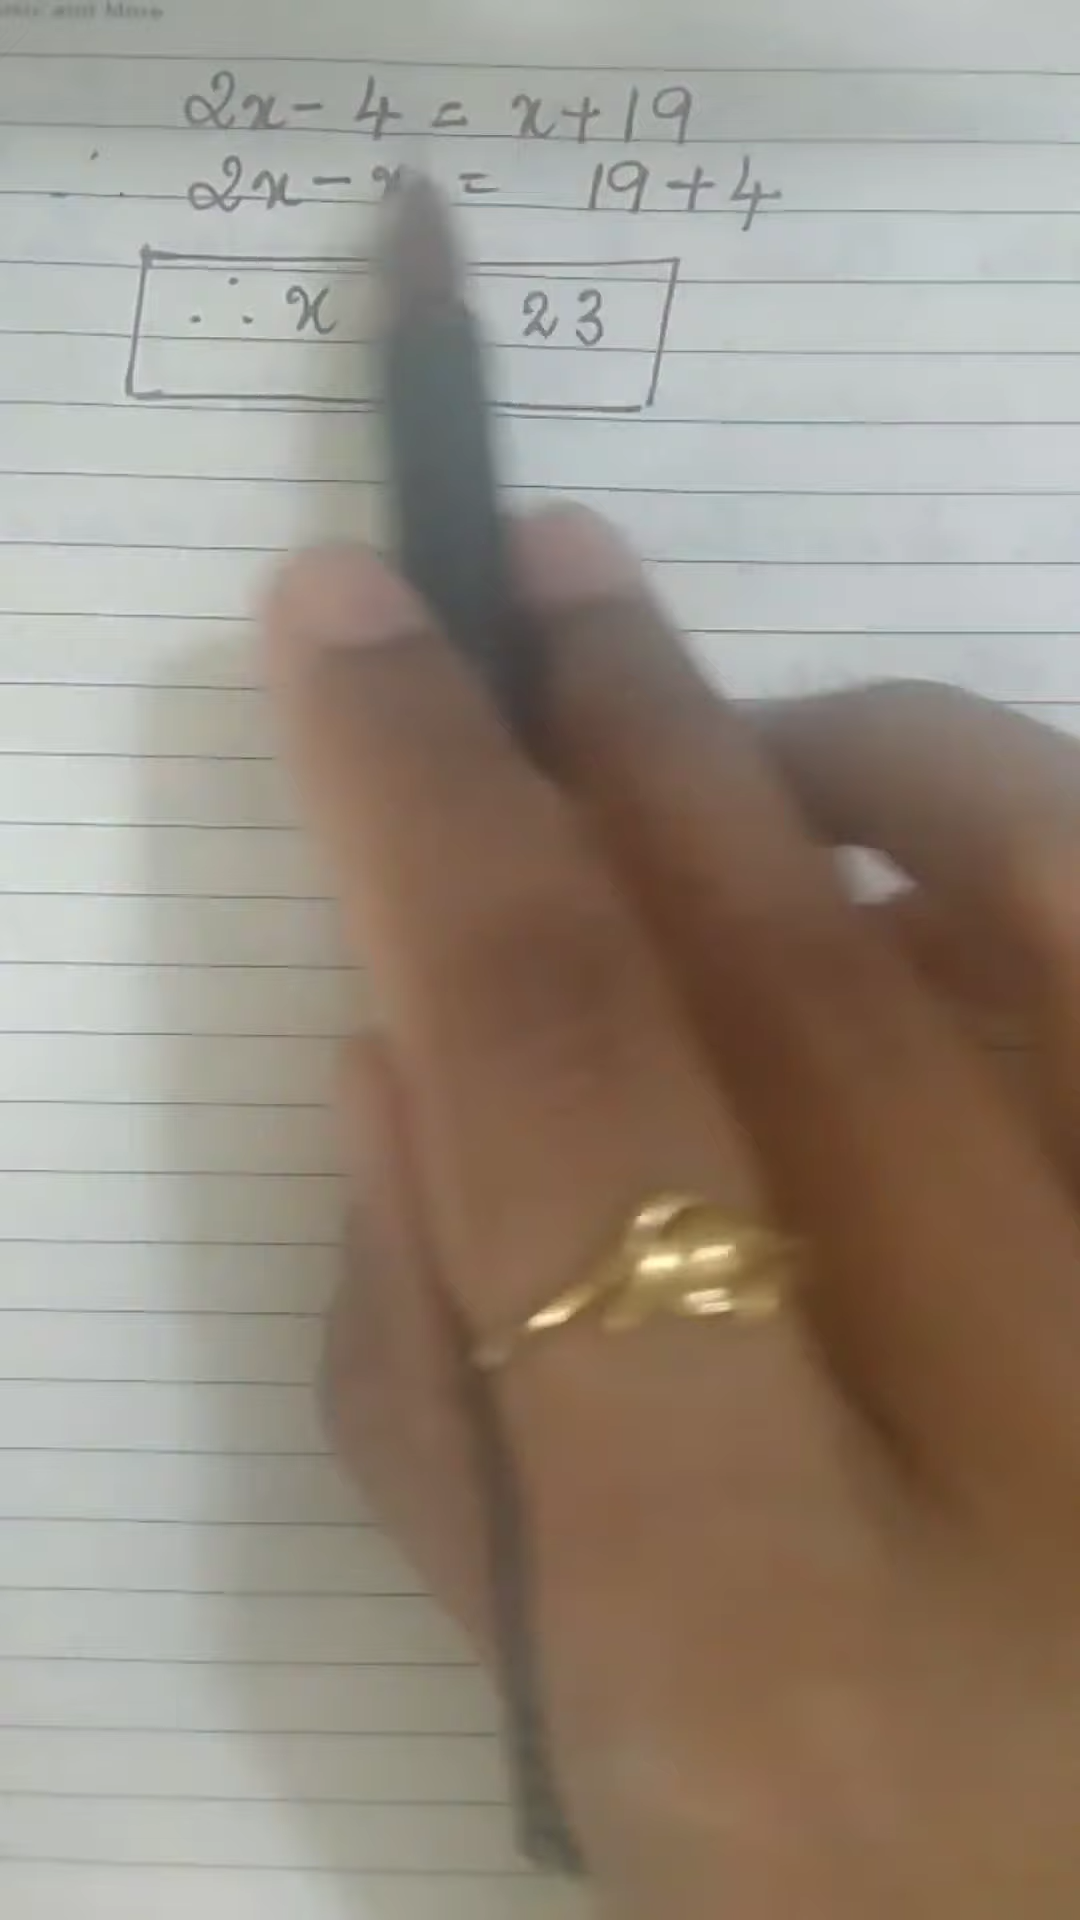 2x - 4 = x + 19
∴ 2x - x = 19 + 4
∴ x 23